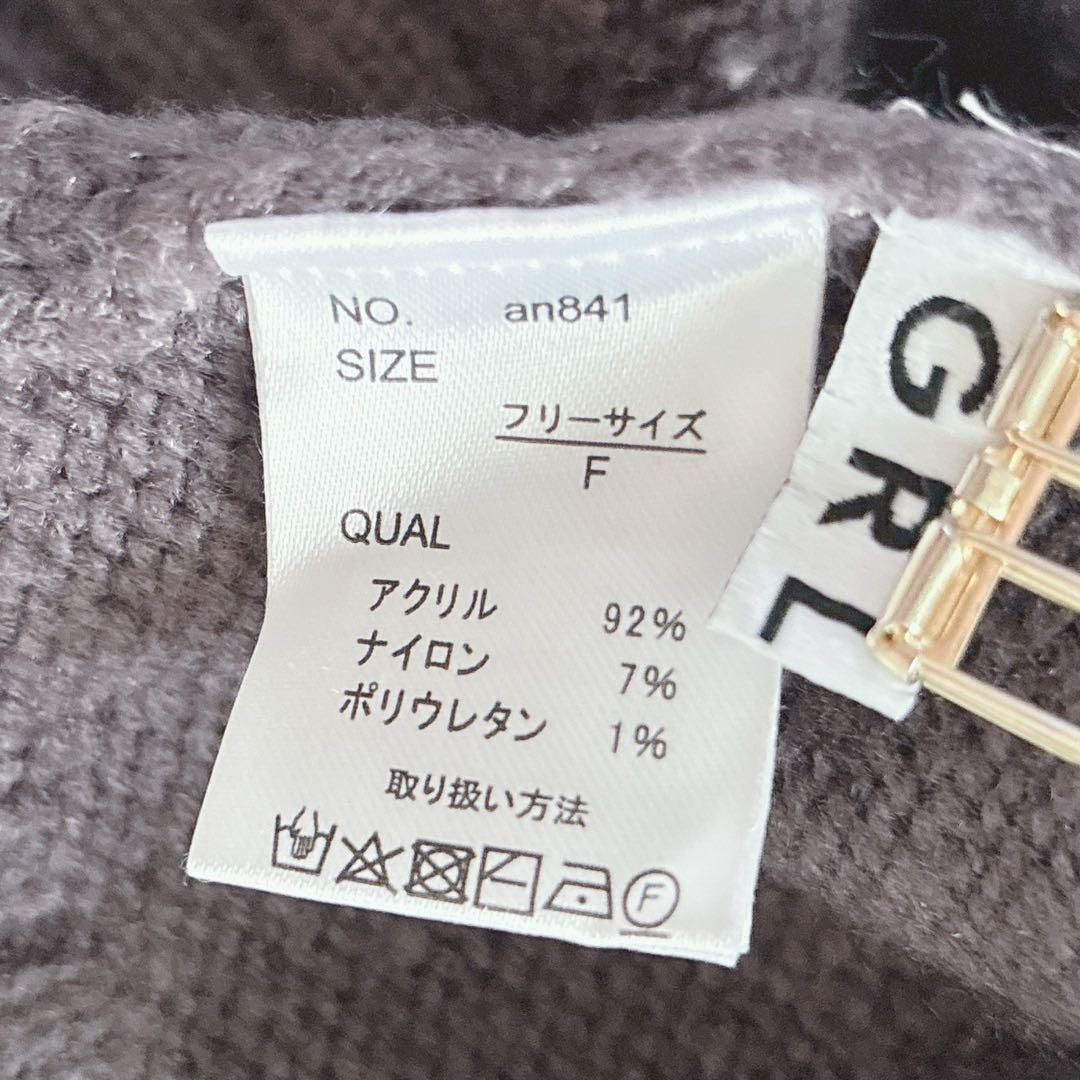 NO. an841
SIZE
フリーサイズ
F
QUAL
アクリル 92%
ナイロン 7%
ポリウレタン 1%
取り扱い方法
F
GRL